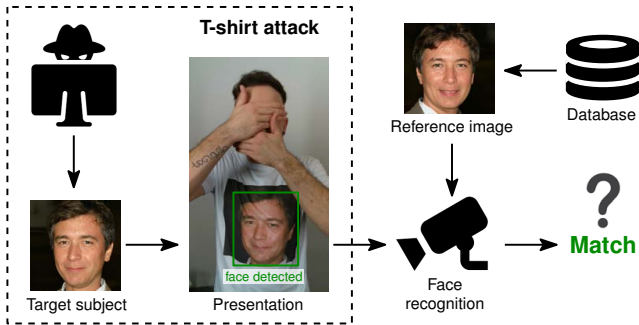 T-shirt attack
Reference image
Database
face detected
Target subject
Presentation
Face
recognition
?
Match